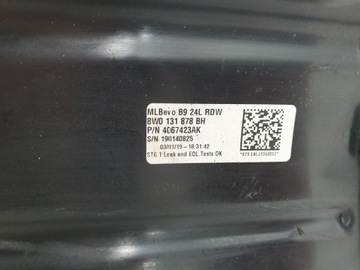 MLBevo B9 24L RDW
8W0 131 878 BH
P/N 4067423AK
S/N 190140825
03/01/19 - 18:31:42
ST6.1 Leak and EOL Tests OK